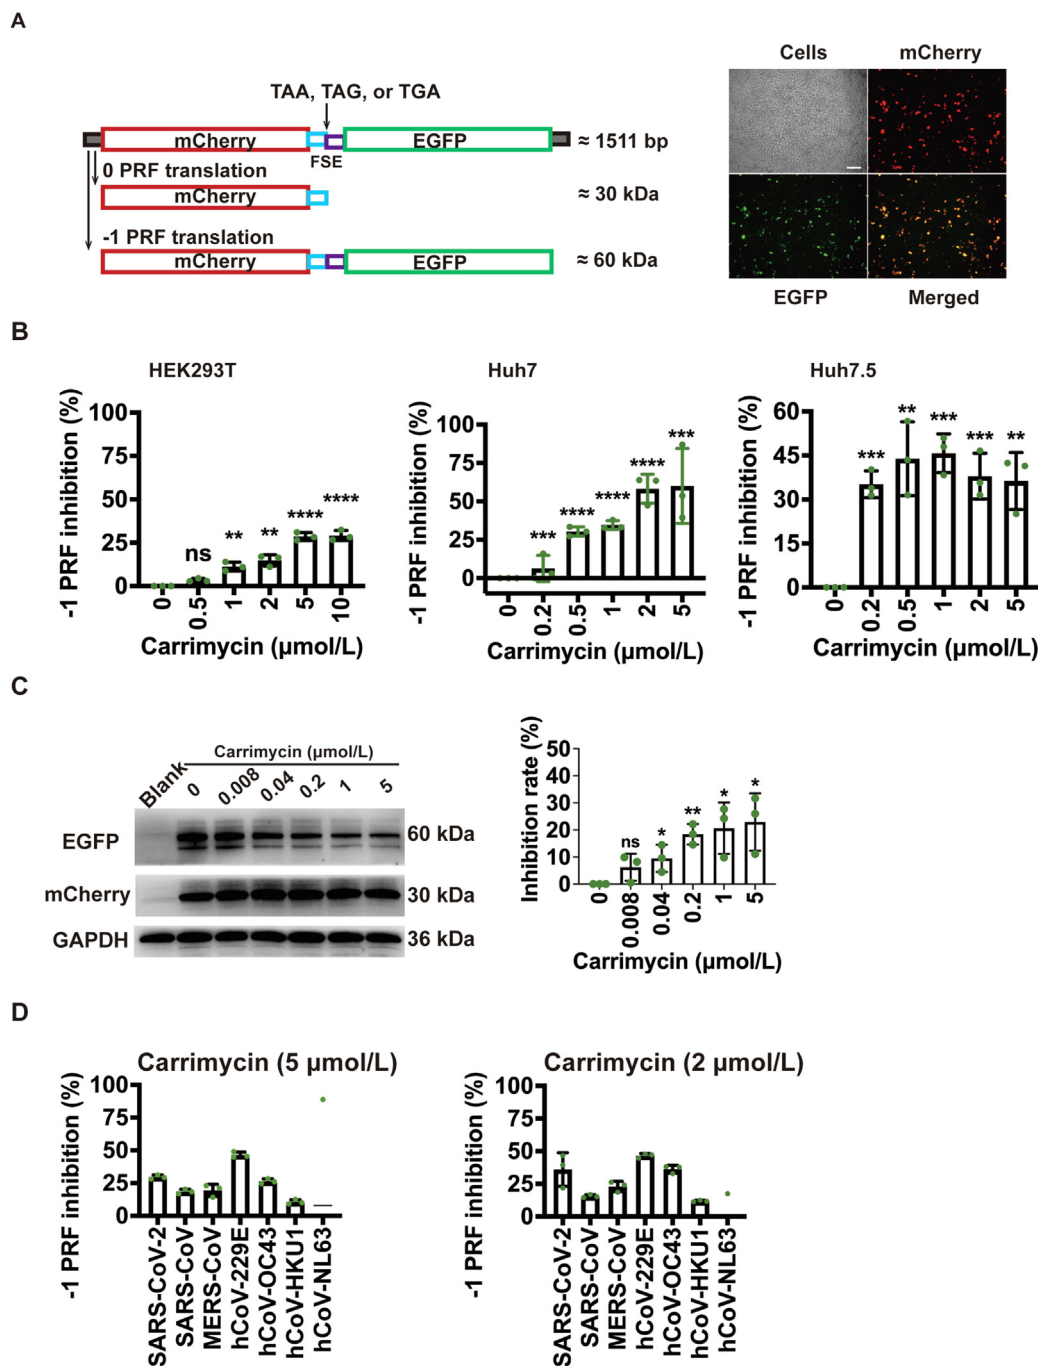 A
TAA, TAG, or TGA
mCherry
EGFP
≈ 1511 bp
FSE
0 PRF translation
mCherry
≈ 30 kDa
-1 PRF translation
mCherry
EGFP
≈ 60 kDa
Cells
mCherry
EGFP
Merged
B
HEK293T
-1 PRF inhibition (%)
100
75
50
25
0
ns
**
**
****
****
0
0.5
1
2
5
10
Carrimycin (μmol/L)
Huh7
-1 PRF inhibition (%)
100
75
50
25
0
***
****
****
****
***
0
0.2
0.5
1
2
5
Carrimycin (μmol/L)
Huh7.5
-1 PRF inhibition (%)
60
45
30
15
0
***
**
***
***
**
0
0.2
0.5
1
2
5
Carrimycin (μmol/L)
C
Carrimycin (μmol/L)
Blank
0
0.008
0.04
0.2
1
5
EGFP
60 kDa
mCherry
30 kDa
GAPDH
36 kDa
Inhibition rate (%)
50
40
30
20
10
0
ns
*
**
*
*
0
0.008
0.04
0.2
1
5
Carrimycin (μmol/L)
D
Carrimycin (5 μmol/L)
-1 PRF inhibition (%)
100
75
50
25
0
SARS-CoV-2
SARS-CoV
MERS-CoV
hCoV-229E
hCoV-OC43
hCoV-HKU1
hCoV-NL63
Carrimycin (2 μmol/L)
-1 PRF inhibition (%)
100
75
50
25
0
SARS-CoV-2
SARS-CoV
MERS-CoV
hCoV-229E
hCoV-OC43
hCoV-HKU1
hCoV-NL63